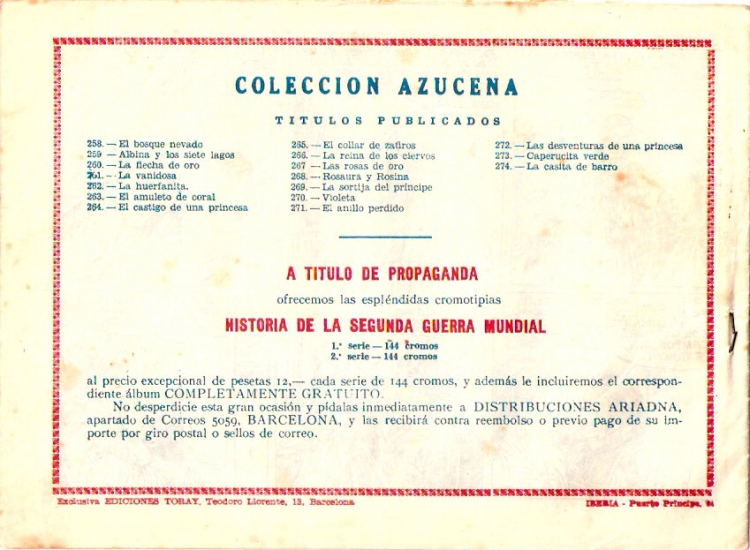 COLECCION AZUCENA
TITULOS PUBLICADOS
258. — El bosque nevado
259 — Albina y los siete lagos
260. — La flecha de oro
261. — La vanidosa
262. — La huerfanita.
263. — El amuleto de coral
264. — El castigo de una princesa
265. — El collar de zafiros
266. — La reina de los ciervos
267 — Las rosas de oro
268. — Rosaura y Rosina
269. — La sortija del príncipe
270. — Violeta
271. — El anillo perdido
272. — Las desventuras de una princesa
273. — Caperucita verde
274. — La casita de barro
A TITULO DE PROPAGANDA
ofrecemos las espléndidas cromotipias
HISTORIA DE LA SEGUNDA GUERRA MUNDIAL
1.ª serie — 144 cromos
2.ª serie — 144 cromos
al precio excepcional de pesetas 12,— cada serie de 144 cromos, y además le incluiremos el correspon-
diente álbum COMPLETAMENTE GRATUITO.
No desperdicie esta gran ocasión y pídalas inmediatamente a DISTRIBUCIONES ARIADNA,
apartado de Correos 5059, BARCELONA, y las recibirá contra reembolso o previo pago de su im-
porte por giro postal o sellos de correo.
Exclusiva EDICIONES TORAY, Teodoro Llorente, 13, Barcelona
IBERIA - Puerto Príncipe, 24